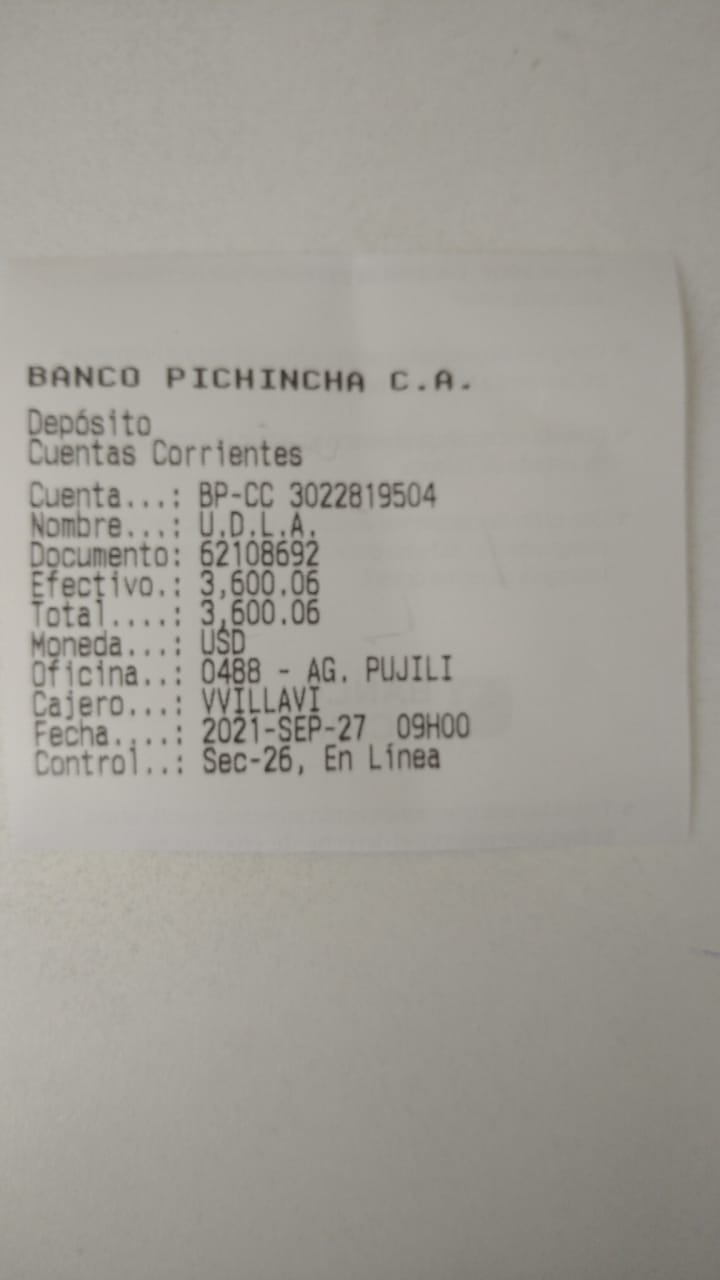 BANCO PICHINCHA C.A.
Depósito
Cuentas Corrientes
Cuenta...: BP-CC 3022819504
Nombre...: U.D.L.A.
Documento: 62108692
Efectivo.: 3,600.06
Total....: 3,600.06
Moneda...: USD
Oficina..: 0488 - AG. PUJILI
Cajero...: VVILLAVI
Fecha....: 2021-SEP-27 09H00
Control..: Sec-26, En Línea